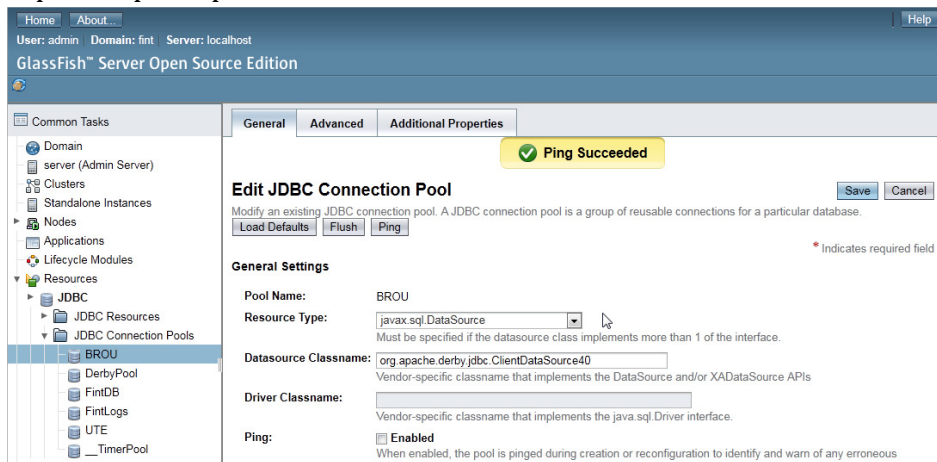 Home About...
Help
User: admin Domain: fint Server: localhost
GlassFish™ Server Open Source Edition
Common Tasks
Domain
server (Admin Server)
Clusters
Standalone Instances
Nodes
Applications
Lifecycle Modules
Resources
JDBC
JDBC Resources
JDBC Connection Pools
BROU
DerbyPool
FintDB
FintLogs
UTE
__TimerPool
General Advanced Additional Properties
Ping Succeeded
Edit JDBC Connection Pool
Save Cancel
Modify an existing JDBC connection pool. A JDBC connection pool is a group of reusable connections for a particular database.
Load Defaults Flush Ping
* Indicates required field
General Settings
Pool Name: BROU
Resource Type: javax.sql.DataSource
Must be specified if the datasource class implements more than 1 of the interface.
Datasource Classname: org.apache.derby.jdbc.ClientDataSource40
Vendor-specific classname that implements the DataSource and/or XADataSource APIs
Driver Classname:
Vendor-specific classname that implements the java.sql.Driver interface.
Ping: Enabled
When enabled, the pool is pinged during creation or reconfiguration to identify and warn of any erroneous